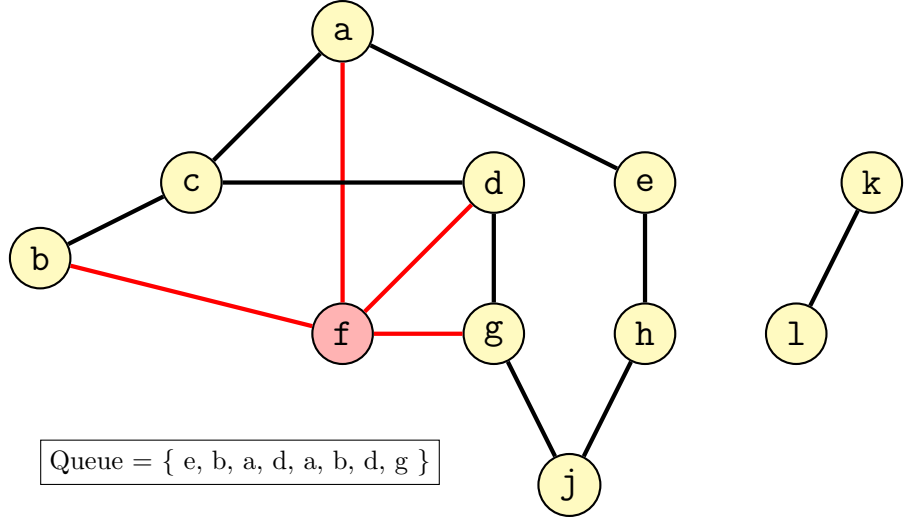 a
c
d
e
k
b
f
g
h
l
Queue = { e, b, a, d, a, b, d, g }
j